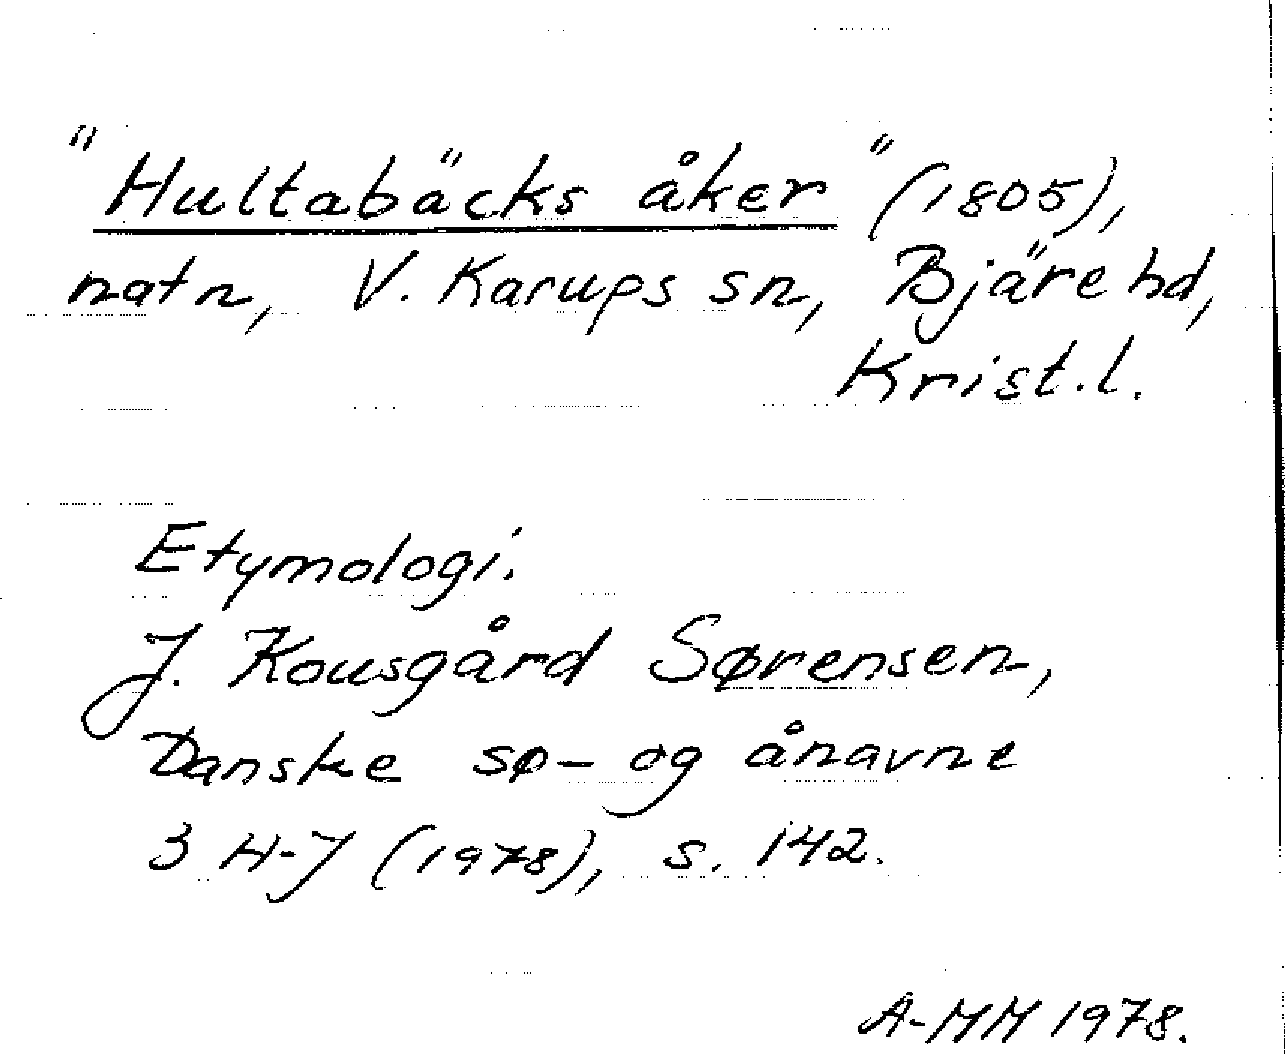 "Hultabäcks åker" (1805),
natn, V. Karups sn, Bjäre hd,
Krist.l.
Etymologi.
J. Kousgård Sørensen,
Danske sø- og ånavne
3 H-J (1978), s. 142.
A-MM 1978.